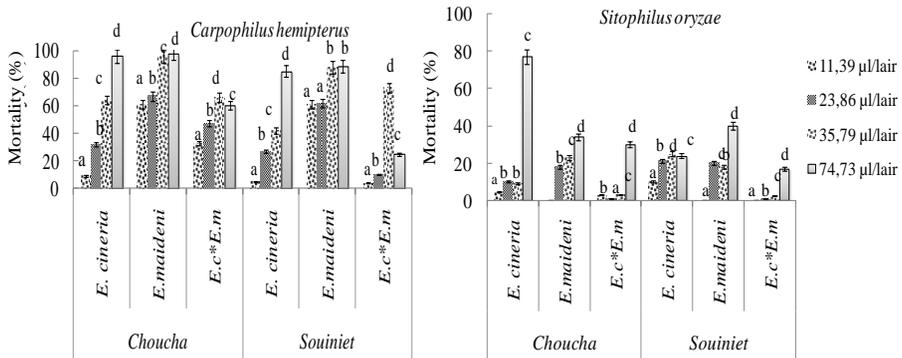 Carpophilus hemipterus
Mortality (%)
100
80
60
40
20
0
a b c d
a b c d
a b d c
a b c d
a a b b
a b d c
E. cineria
E.maideni
E.c*E.m
E. cineria
E.maideni
E.c*E.m
Choucha
Souiniet
Sitophilus oryzae
Mortality (%)
100
80
60
40
20
0
a b b c
a b c d
b a b c d
a b d c
a d b d
a b c d
E. cineria
E.maideni
E.c*E.m
E. cineria
E.maideni
E.c*E.m
Choucha
Souiniet
11,39 µl/lair
23,86 µl/lair
35,79 µl/lair
74,73 µl/lair